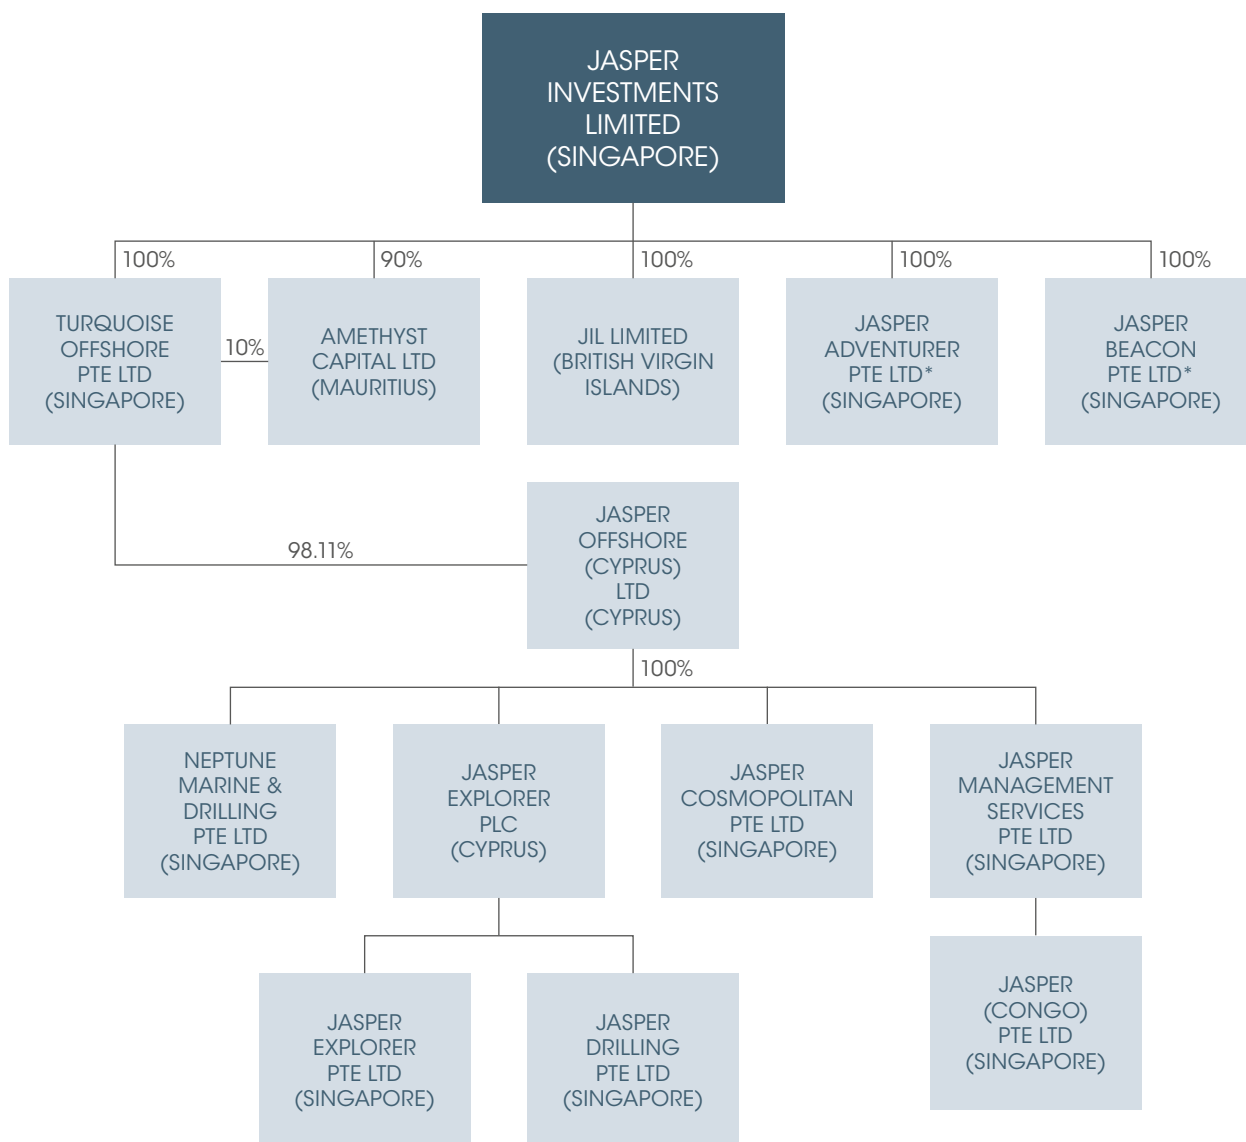 JASPER
INVESTMENTS
LIMITED
(SINGAPORE)
100%
90%
100%
100%
100%
TURQUOISE
OFFSHORE
PTE LTD
(SINGAPORE)
10%
AMETHYST
CAPITAL LTD
(MAURITIUS)
JIL LIMITED
(BRITISH VIRGIN
ISLANDS)
JASPER
ADVENTURER
PTE LTD*
(SINGAPORE)
JASPER
BEACON
PTE LTD*
(SINGAPORE)
98.11%
JASPER
OFFSHORE
(CYPRUS)
LTD
(CYPRUS)
100%
NEPTUNE
MARINE &
DRILLING
PTE LTD
(SINGAPORE)
JASPER
EXPLORER
PLC
(CYPRUS)
JASPER
COSMOPOLITAN
PTE LTD
(SINGAPORE)
JASPER
MANAGEMENT
SERVICES
PTE LTD
(SINGAPORE)
JASPER
EXPLORER
PTE LTD
(SINGAPORE)
JASPER
DRILLING
PTE LTD
(SINGAPORE)
JASPER
(CONGO)
PTE LTD
(SINGAPORE)